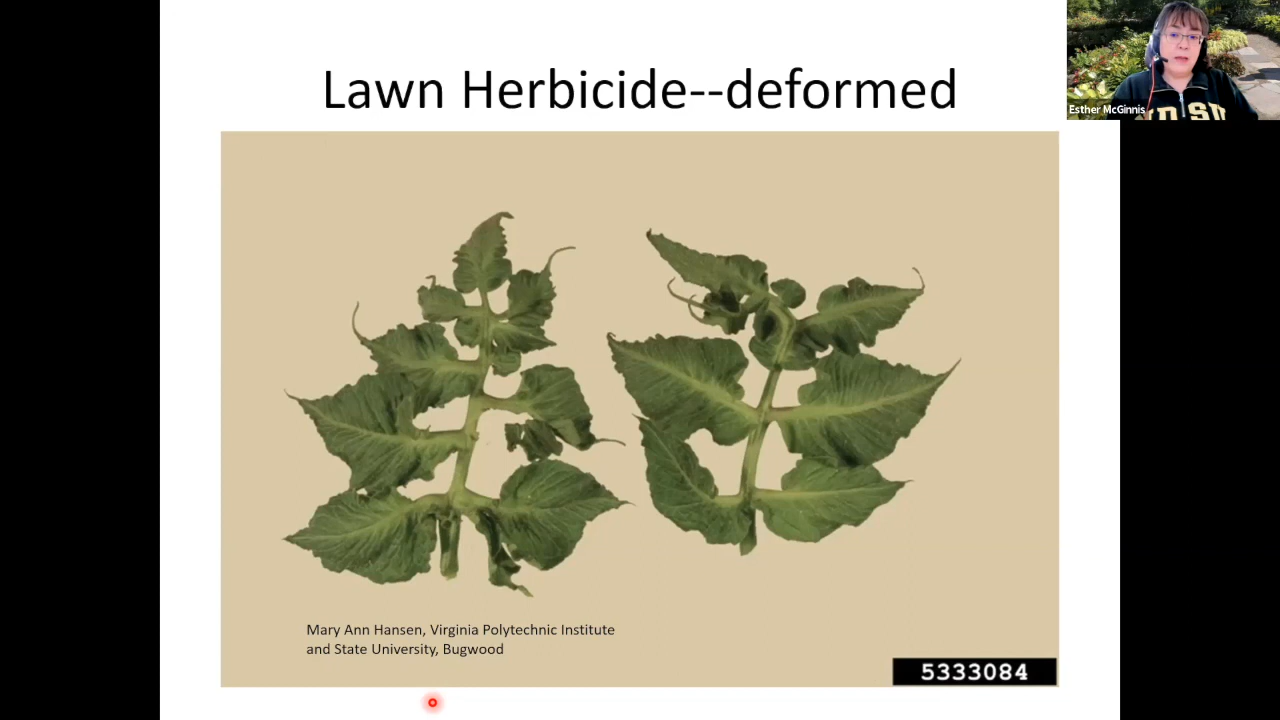 Lawn Herbicide--deformed
Esther McGinnis
Mary Ann Hansen, Virginia Polytechnic Institute
and State University, Bugwood
5333084